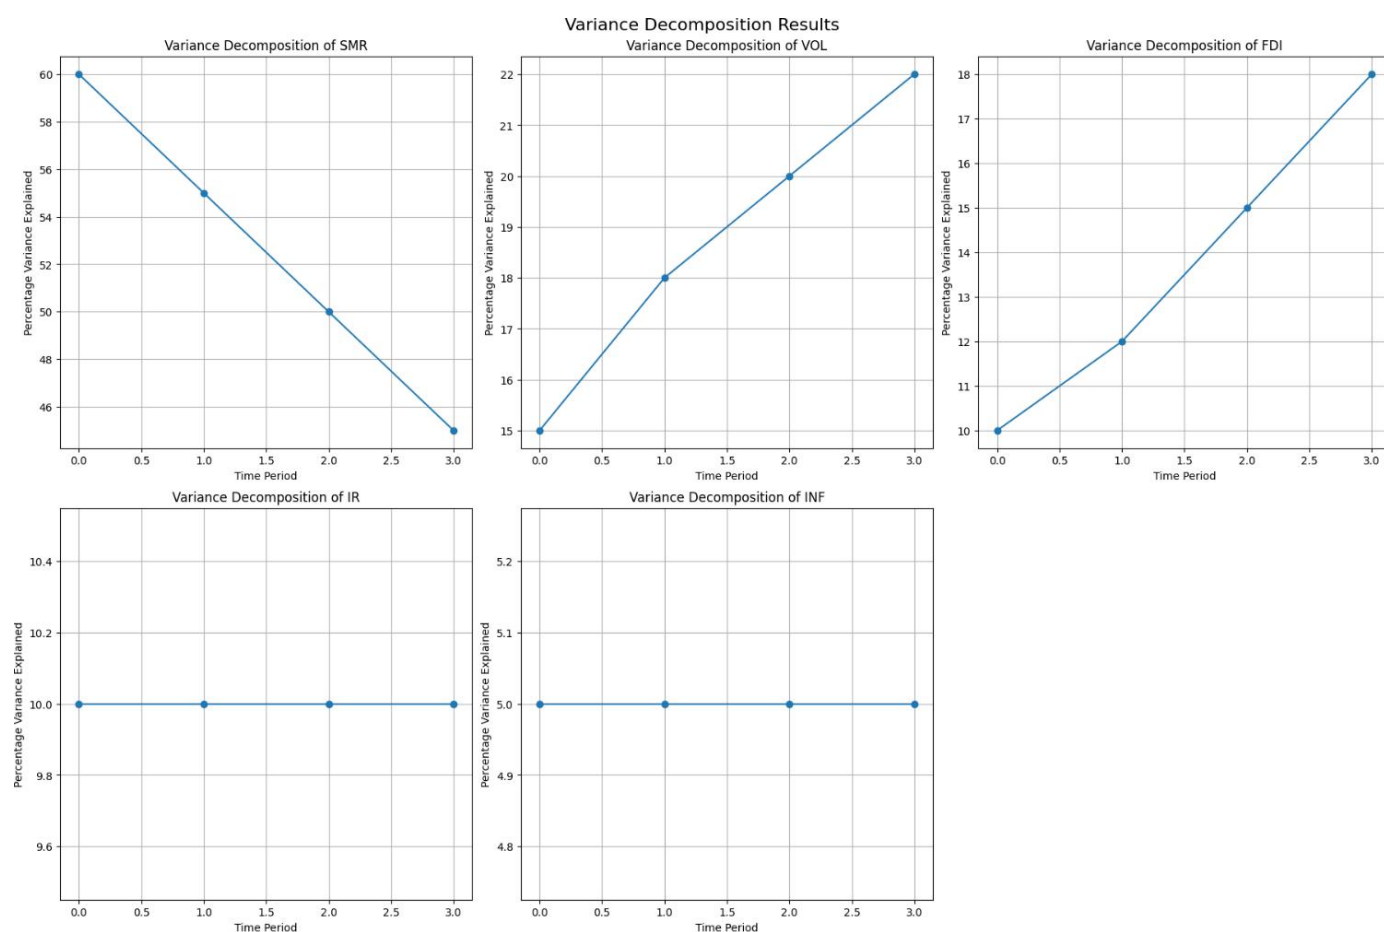 Variance Decomposition Results
Variance Decomposition of SMR
60
58
56
54
52
50
48
46
Percentage Variance Explained
0.0 0.5 1.0 1.5 2.0 2.5 3.0
Time Period
Variance Decomposition of VOL
22
21
20
19
18
17
16
15
Percentage Variance Explained
0.0 0.5 1.0 1.5 2.0 2.5 3.0
Time Period
Variance Decomposition of FDI
18
17
16
15
14
13
12
11
10
Percentage Variance Explained
0.0 0.5 1.0 1.5 2.0 2.5 3.0
Time Period
Variance Decomposition of IR
10.4
10.2
10.0
9.8
9.6
Percentage Variance Explained
0.0 0.5 1.0 1.5 2.0 2.5 3.0
Time Period
Variance Decomposition of INF
5.2
5.1
5.0
4.9
4.8
Percentage Variance Explained
0.0 0.5 1.0 1.5 2.0 2.5 3.0
Time Period